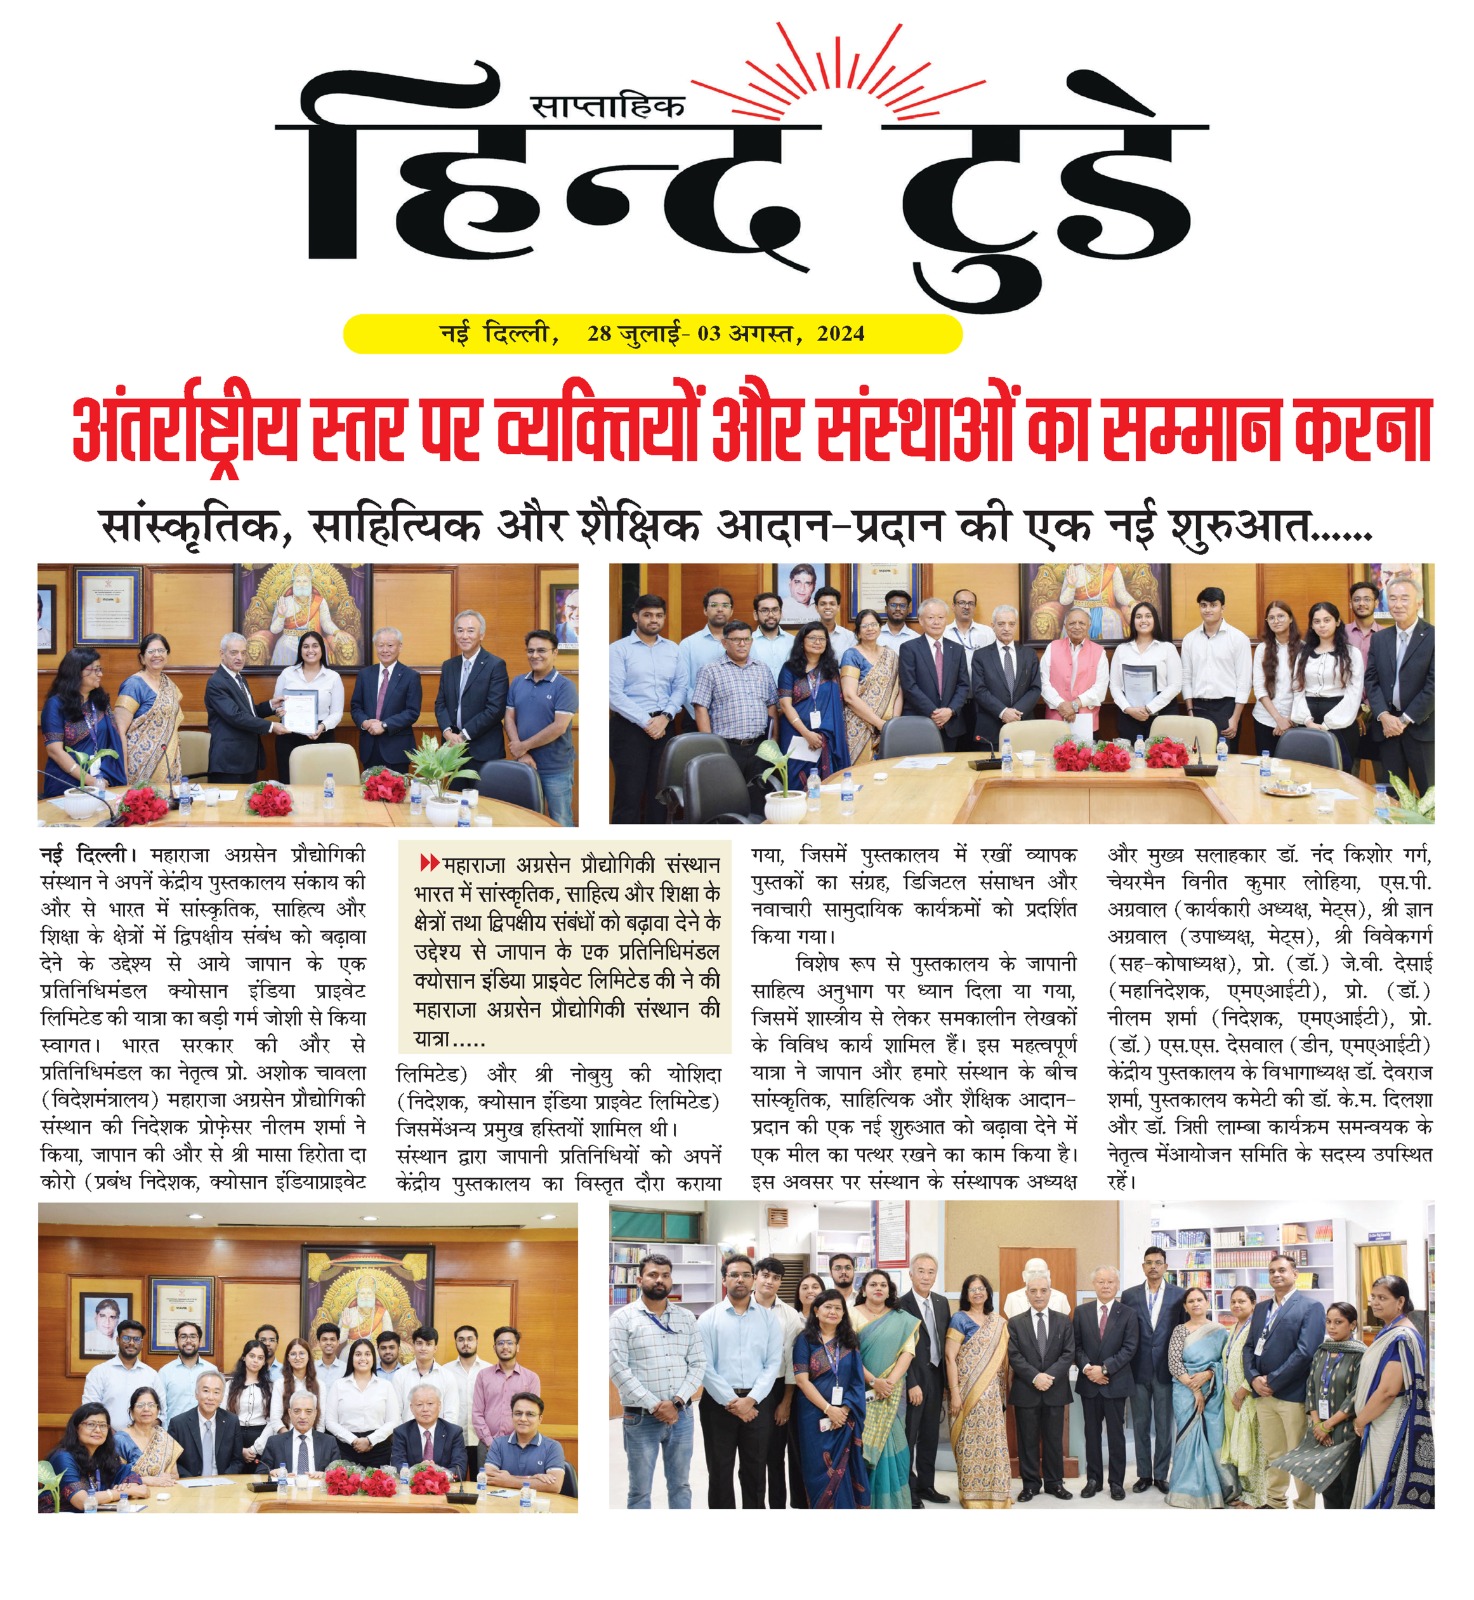 साप्ताहिक
हिन्द टुडे
नई दिल्ली, 28 जुलाई- 03 अगस्त, 2024
अंतर्राष्ट्रीय स्तर पर व्यक्तियों और संस्थाओं का सम्मान करना
सांस्कृतिक, साहित्यिक और शैक्षिक आदान-प्रदान की एक नई शुरुआत......
नई दिल्ली। महाराजा अग्रसेन प्रौद्योगिकी
संस्थान ने अपनें केंद्रीय पुस्तकालय संकाय की
और से भारत में सांस्कृतिक, साहित्य और
शिक्षा के क्षेत्रों में द्विपक्षीय संबंध को बढ़ावा
देने के उद्देश्य से आये जापान के एक
प्रतिनिधिमंडल क्योसान इंडिया प्राइवेट
लिमिटेड की यात्रा का बड़ी गर्म जोशी से किया
स्वागत। भारत सरकार की और से
प्रतिनिधिमंडल का नेतृत्व प्रो. अशोक चावला
(विदेशमंत्रालय) महाराजा अग्रसेन प्रौद्योगिकी
संस्थान की निदेशक प्रोफ़ेसर नीलम शर्मा ने
किया, जापान की और से श्री मासा हिरोता दा
कोरो (प्रबंध निदेशक, क्योसान इंडियाप्राइवेट
महाराजा अग्रसेन प्रौद्योगिकी संस्थान
भारत में सांस्कृतिक, साहित्य और शिक्षा के
क्षेत्रों तथा द्विपक्षीय संबंधों को बढ़ावा देने के
उद्देश्य से जापान के एक प्रतिनिधिमंडल
क्योसान इंडिया प्राइवेट लिमिटेड की ने की
महाराजा अग्रसेन प्रौद्योगिकी संस्थान की
यात्रा.....
लिमिटेड) और श्री नोबुयु की योशिदा
(निदेशक, क्योसान इंडिया प्राइवेट लिमिटेड)
जिसमेंअन्य प्रमुख हस्तियों शामिल थी।
संस्थान द्वारा जापानी प्रतिनिधियों को अपनें
केंद्रीय पुस्तकालय का विस्तृत दौरा कराया
गया, जिसमें पुस्तकालय में रखीं व्यापक
पुस्तकों का संग्रह, डिजिटल संसाधन और
नवाचारी सामुदायिक कार्यक्रमों को प्रदर्शित
किया गया।
विशेष रूप से पुस्तकालय के जापानी
साहित्य अनुभाग पर ध्यान दिला या गया,
जिसमें शास्त्रीय से लेकर समकालीन लेखकों
के विविध कार्य शामिल हैं। इस महत्वपूर्ण
यात्रा ने जापान और हमारे संस्थान के बीच
सांस्कृतिक, साहित्यिक और शैक्षिक आदान-
प्रदान की एक नई शुरुआत को बढ़ावा देने में
एक मील का पत्थर रखने का काम किया है।
इस अवसर पर संस्थान के संस्थापक अध्यक्ष
और मुख्य सलाहकार डॉ. नंद किशोर गर्ग,
चेयरमैन विनीत कुमार लोहिया, एस.पी.
अग्रवाल (कार्यकारी अध्यक्ष, मेट्स), श्री ज्ञान
अग्रवाल (उपाध्यक्ष, मेट्स), श्री विवेकगर्ग
(सह-कोषाध्यक्ष), प्रो. (डॉ.) जे.वी. देसाई
(महानिदेशक, एमएआईटी), प्रो. (डॉ.)
नीलम शर्मा (निदेशक, एमएआईटी), प्रो.
(डॉ.) एस.एस. देसवाल (डीन, एमएआईटी)
केंद्रीय पुस्तकालय के विभागाध्यक्ष डॉ. देवराज
शर्मा, पुस्तकालय कमेटी की डॉ. के.म. दिलशा
और डॉ. त्रिप्ती लाम्बा कार्यक्रम समन्वयक के
नेतृत्व मेंआयोजन समिति के सदस्य उपस्थित
रहें।